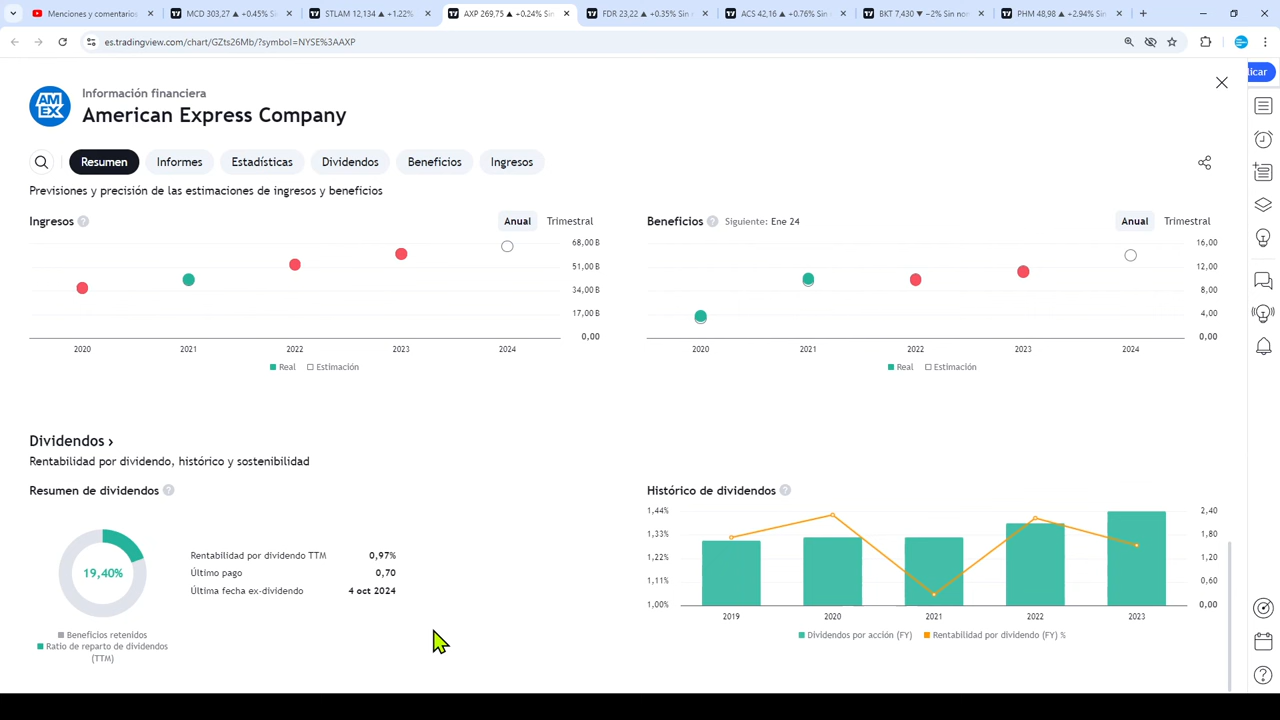 Menciones y comentarios
MCD 303,27 ▲ +0.45% Sin
STLAM 12,134 ▲ +1.22%
AXP 269,75 ▲ +0.24% Sin
FDR 23,22 ▲ +0.35% Sin
ACS 42,16 ▲ +0.76% Sin
BKT 7,430 ▼ −2% Sin nom
PHM 48,98 ▲ +2.94% Sin
es.tradingview.com/chart/GZts26Mb/?symbol=NYSE%3AAXP
licar
AM
EX
Información financiera
American Express Company
Resumen
Informes
Estadísticas
Dividendos
Beneficios
Ingresos
Previsiones y precisión de las estimaciones de ingresos y beneficios
Ingresos
Anual
Trimestral
68,00 B
51,00 B
34,00 B
17,00 B
0,00
2020 2021 2022 2023 2024
Real Estimación
Beneficios Siguiente: Ene 24
Anual
Trimestral
16,00
12,00
8,00
4,00
0,00
2020 2021 2022 2023 2024
Real Estimación
Dividendos ›
Rentabilidad por dividendo, histórico y sostenibilidad
Resumen de dividendos
19,40%
Beneficios retenidos
Ratio de reparto de dividendos
(TTM)
Rentabilidad por dividendo TTM 0,97%
Último pago 0,70
Última fecha ex-dividendo 4 oct 2024
Histórico de dividendos
1,44%
1,33%
1,22%
1,11%
1,00%
2,40
1,80
1,20
0,60
0,00
2019 2020 2021 2022 2023
Dividendos por acción (FY) Rentabilidad por dividendo (FY) %